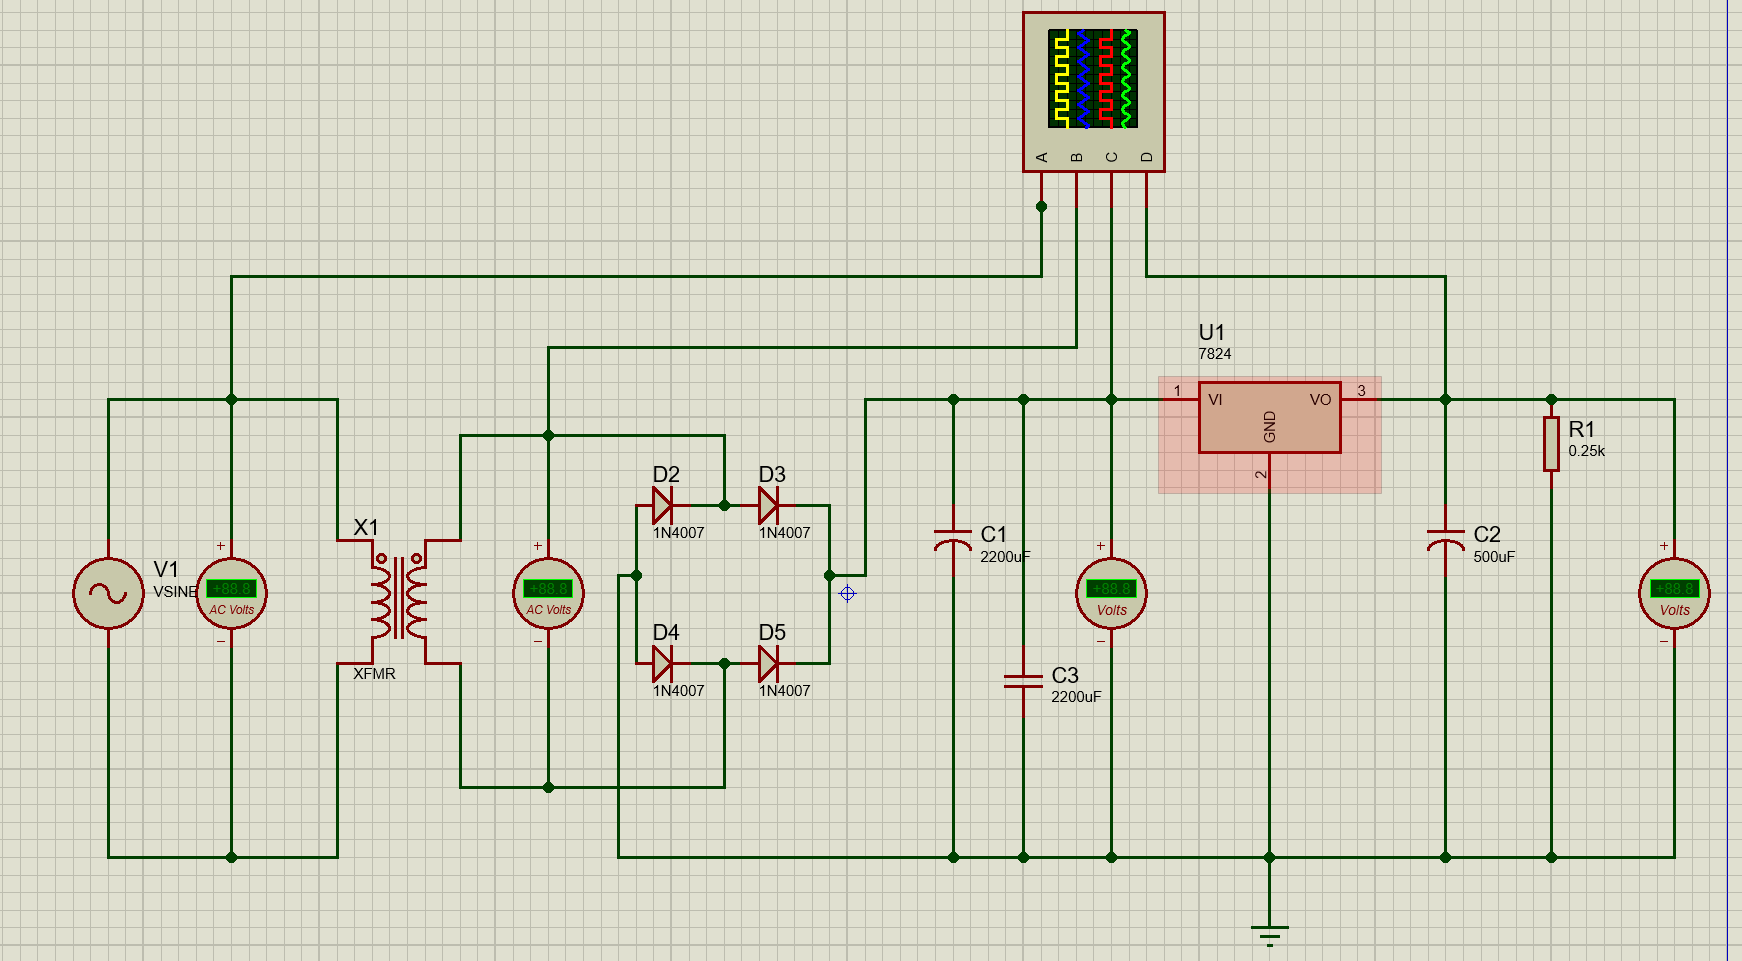 A
B
C
D
U1
7824
1
VI
VO
3
GND
2
R1
0.25k
D2
1N4007
D3
1N4007
X1
XFMR
V1
VSINE
+
+88.8
AC Volts
−
+
+88.8
AC Volts
−
D4
1N4007
D5
1N4007
C1
2200uF
C3
2200uF
+
+88.8
Volts
−
C2
500uF
+
+88.8
Volts
−